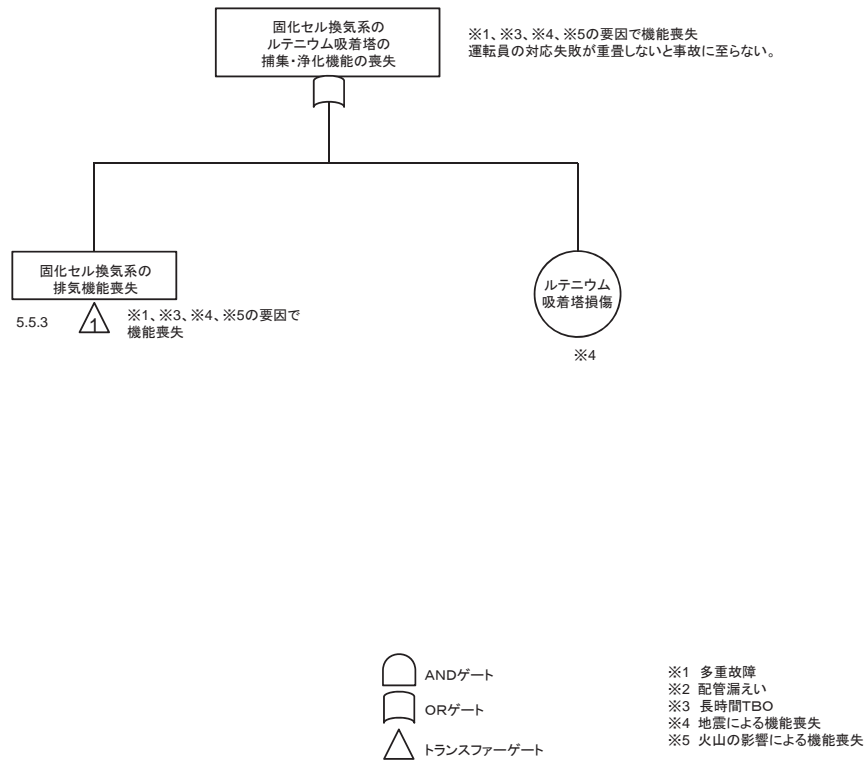 固化セル換気系の
ルテニウム吸着塔の
捕集・浄化機能の喪失
※1、※3、※4、※5の要因で機能喪失
運転員の対応失敗が重畳しないと事故に至らない。
固化セル換気系の
排気機能喪失
5.5.3
1
※1、※3、※4、※5の要因で
機能喪失
ルテニウム
吸着塔損傷
※4
ANDゲート
ORゲート
トランスファーゲート
※1 多重故障
※2 配管漏えい
※3 長時間TBO
※4 地震による機能喪失
※5 火山の影響による機能喪失